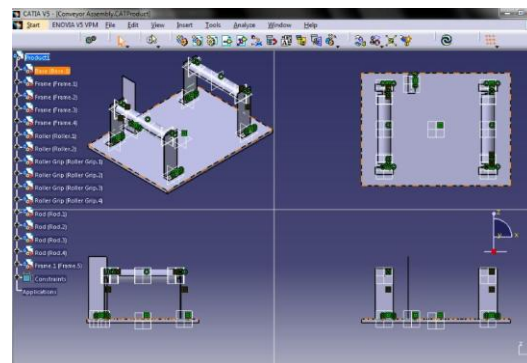 CATIA V5 - [Conveyor Assembly.CATProduct]
Start ENOVIA V5 VPM File Edit View Insert Tools Analyze Window Help
Product1
Base (Base.1)
Frame (Frame.1)
Frame (Frame.2)
Frame (Frame.3)
Frame (Frame.4)
Roller (Roller.1)
Roller (Roller.2)
Roller Grip (Roller Grip.1)
Roller Grip (Roller Grip.2)
Roller Grip (Roller Grip.3)
Roller Grip (Roller Grip.4)
Rod (Rod.1)
Rod (Rod.2)
Rod (Rod.3)
Rod (Rod.4)
Frame.1 (Frame.5)
Constraints
Applications